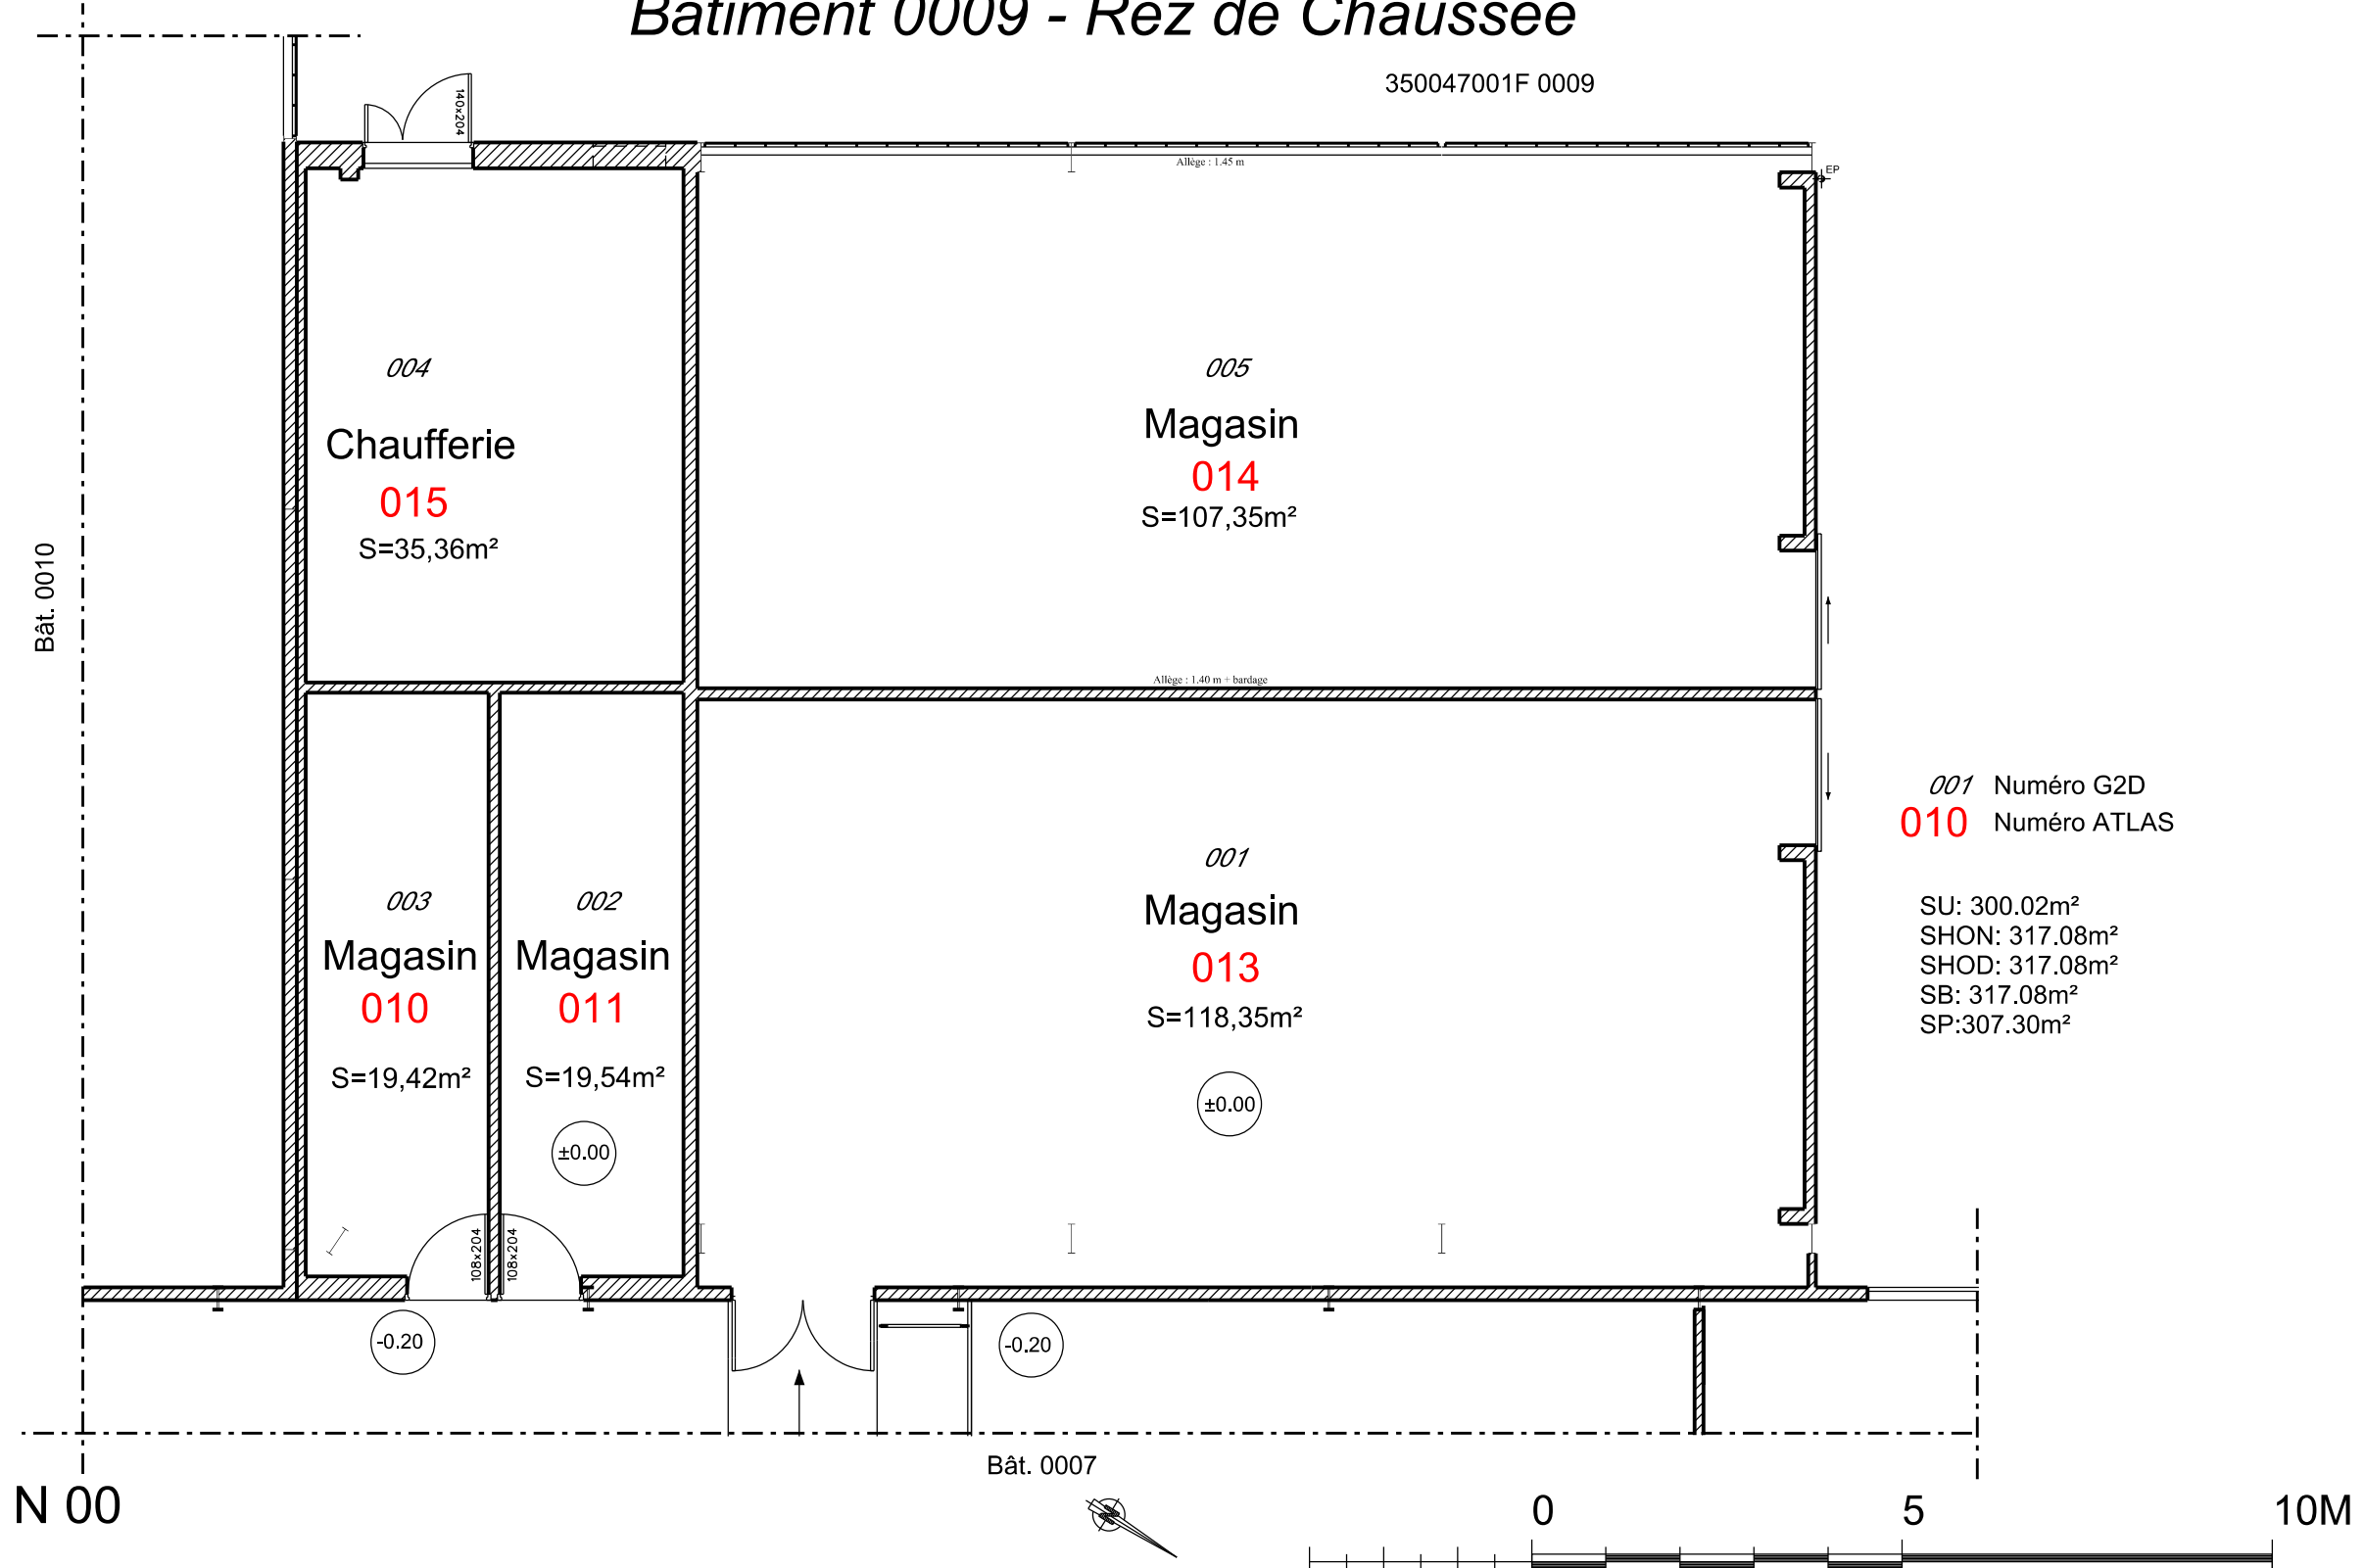 Bâtiment 0009 - Rez de Chaussée
350047001F 0009
140x204
Allège : 1.45 m
EP
004
Chaufferie
015
S=35,36m²
005
Magasin
014
S=107,35m²
Bât. 0010
Allège : 1.40 m + bardage
001 Numéro G2D
010 Numéro ATLAS
003
Magasin
010
S=19,42m²
002
Magasin
011
S=19,54m²
±0.00
001
Magasin
013
S=118,35m²
±0.00
SU: 300.02m²
SHON: 317.08m²
SHOD: 317.08m²
SB: 317.08m²
SP:307.30m²
108x204
108x204
-0.20
-0.20
Bât. 0007
N 00
N
0 5 10M